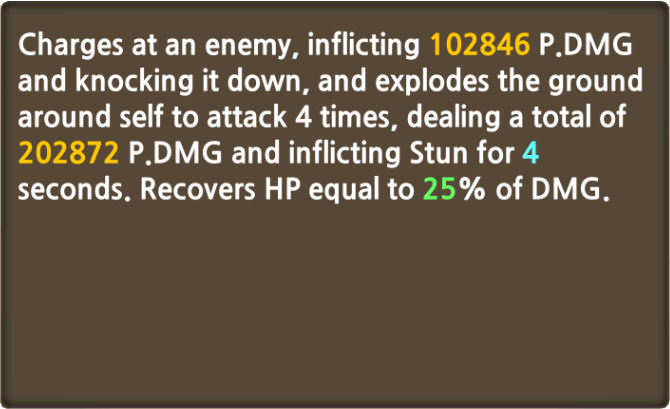 Charges at an enemy, inflicting 102846 P.DMG
and knocking it down, and explodes the ground
around self to attack 4 times, dealing a total of
202872 P.DMG and inflicting Stun for 4
seconds. Recovers HP equal to 25% of DMG.